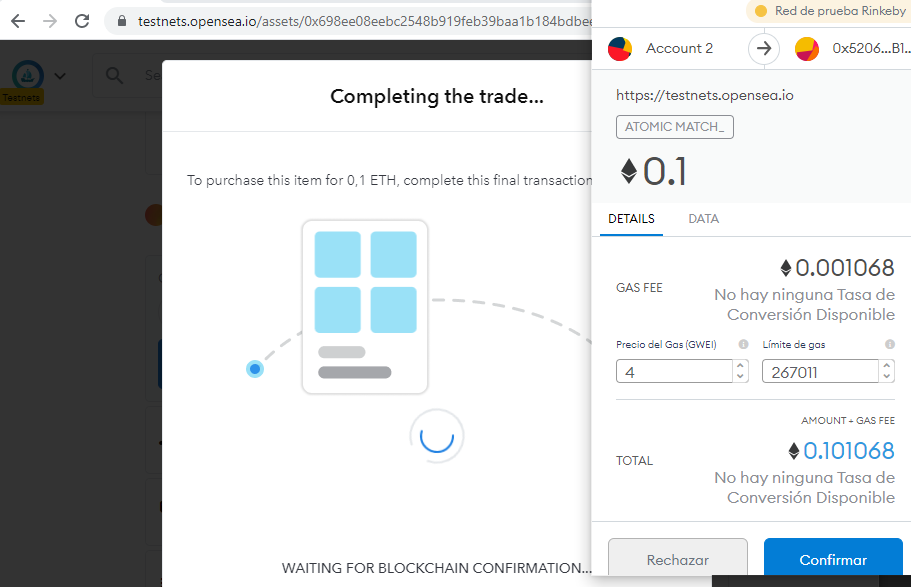 testnets.opensea.io/assets/0x698ee08eebc2548b919feb39baa1b184bdbee
Testnets
Se
Completing the trade...
To purchase this item for 0,1 ETH, complete this final transaction
WAITING FOR BLOCKCHAIN CONFIRMATION...
Red de prueba Rinkeby
Account 2
0x5206...B1...
https://testnets.opensea.io
ATOMIC MATCH_
0.1
DETAILS
DATA
GAS FEE
0.001068
No hay ninguna Tasa de
Conversión Disponible
Precio del Gas (GWEI)
Límite de gas
4
267011
AMOUNT + GAS FEE
TOTAL
0.101068
No hay ninguna Tasa de
Conversión Disponible
Rechazar
Confirmar